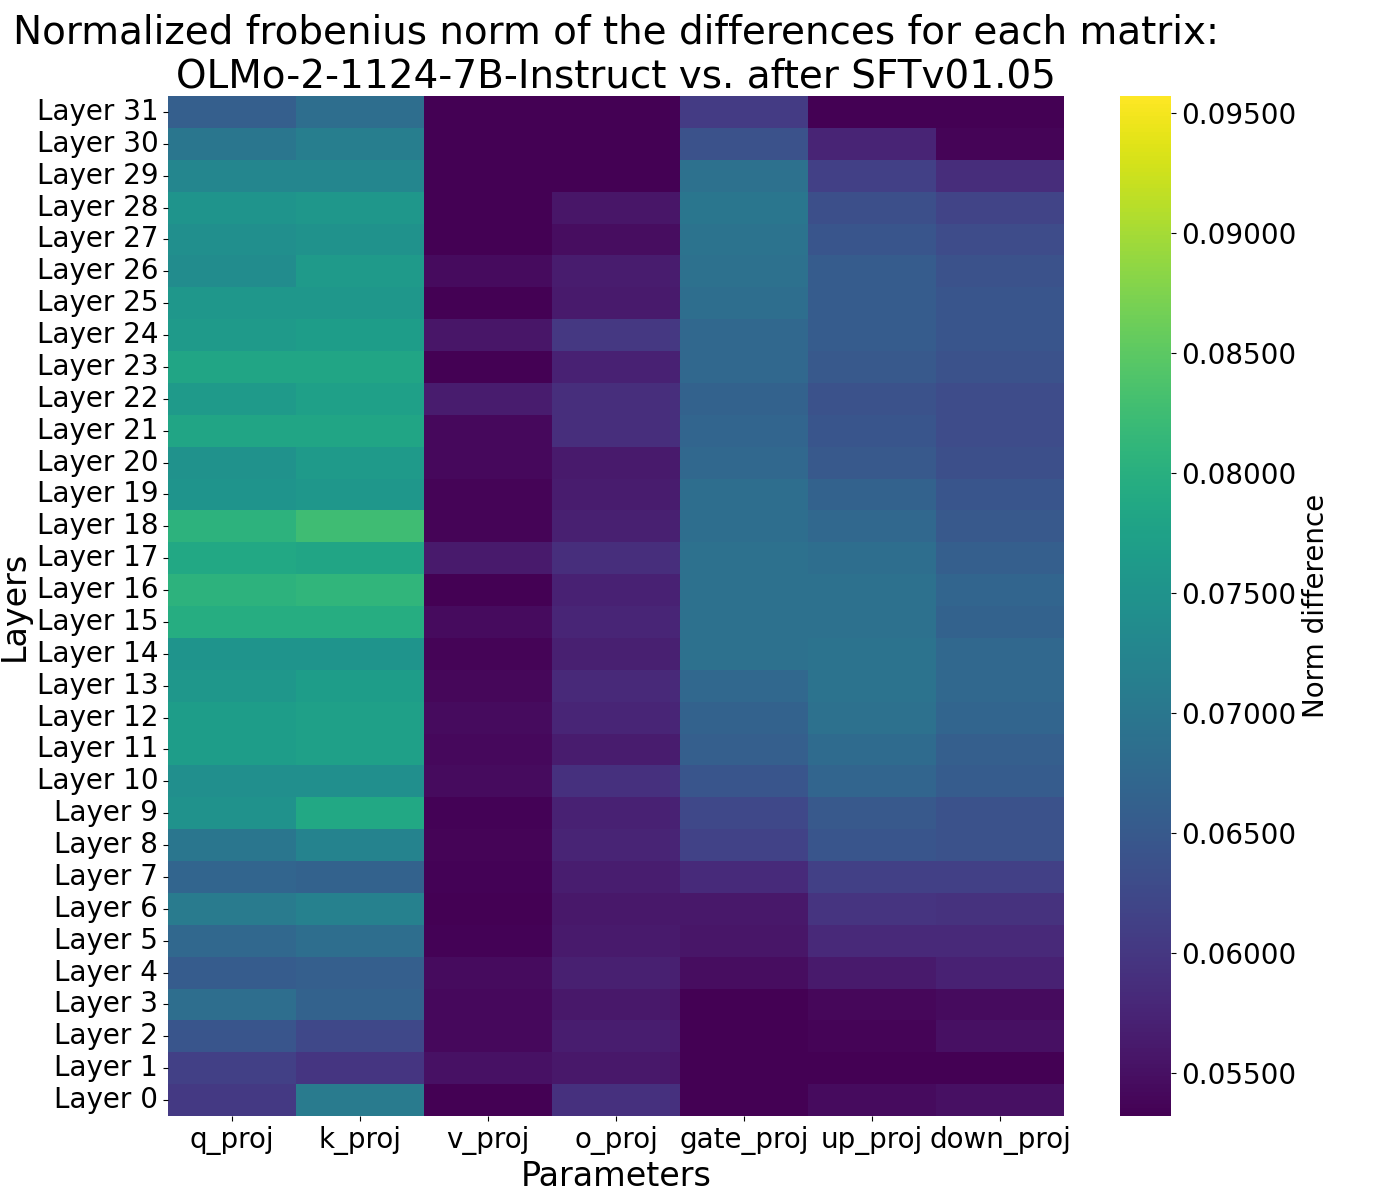 Normalized frobenius norm of the differences for each matrix:
OLMo-2-1124-7B-Instruct vs. after SFTv01.05
Layer 31
Layer 30
Layer 29
Layer 28
Layer 27
Layer 26
Layer 25
Layer 24
Layer 23
Layer 22
Layer 21
Layer 20
Layer 19
Layer 18
Layer 17
Layer 16
Layer 15
Layer 14
Layer 13
Layer 12
Layer 11
Layer 10
Layer 9
Layer 8
Layer 7
Layer 6
Layer 5
Layer 4
Layer 3
Layer 2
Layer 1
Layer 0
Layers
q_proj k_proj v_proj o_proj gate_proj up_proj down_proj
Parameters
0.09500
0.09000
0.08500
0.08000
0.07500
0.07000
0.06500
0.06000
0.05500
Norm difference